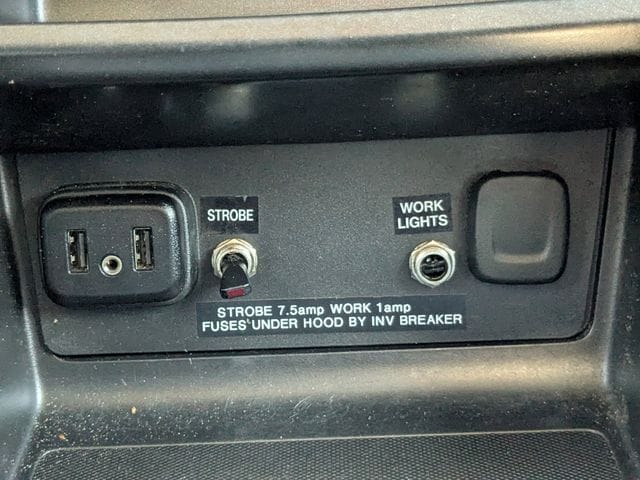 STROBE
WORK
LIGHTS
STROBE 7.5amp WORK 1amp
FUSES UNDER HOOD BY INV BREAKER